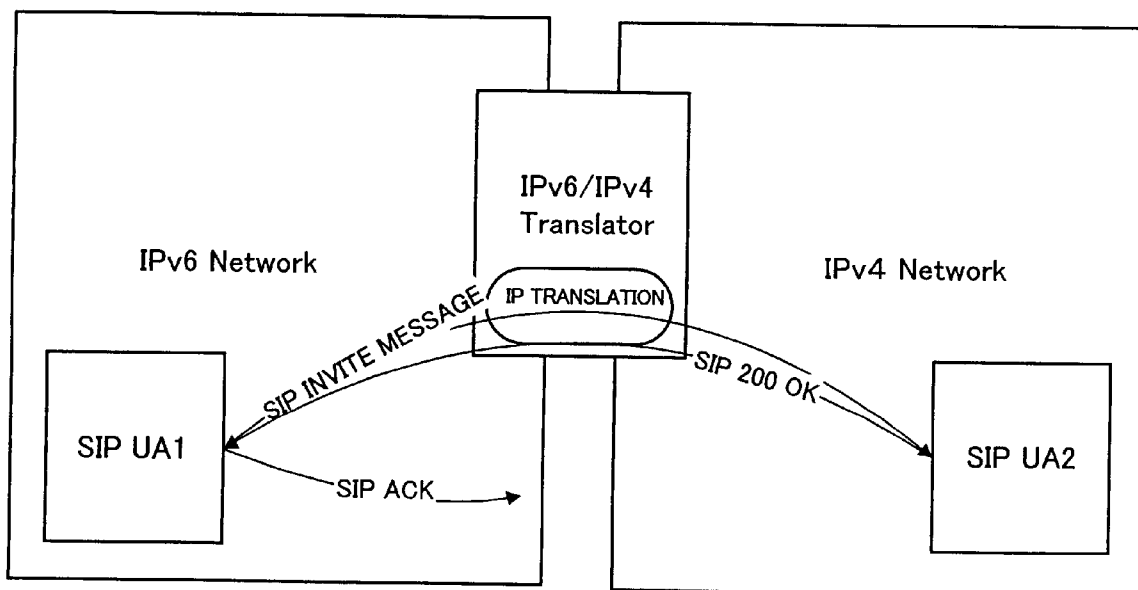 IPv6/IPv4
Translator
IPv6 Network
IPv4 Network
IP TRANSLATION
SIP INVITE MESSAGE
SIP 200 OK
SIP UA1
SIP UA2
SIP ACK